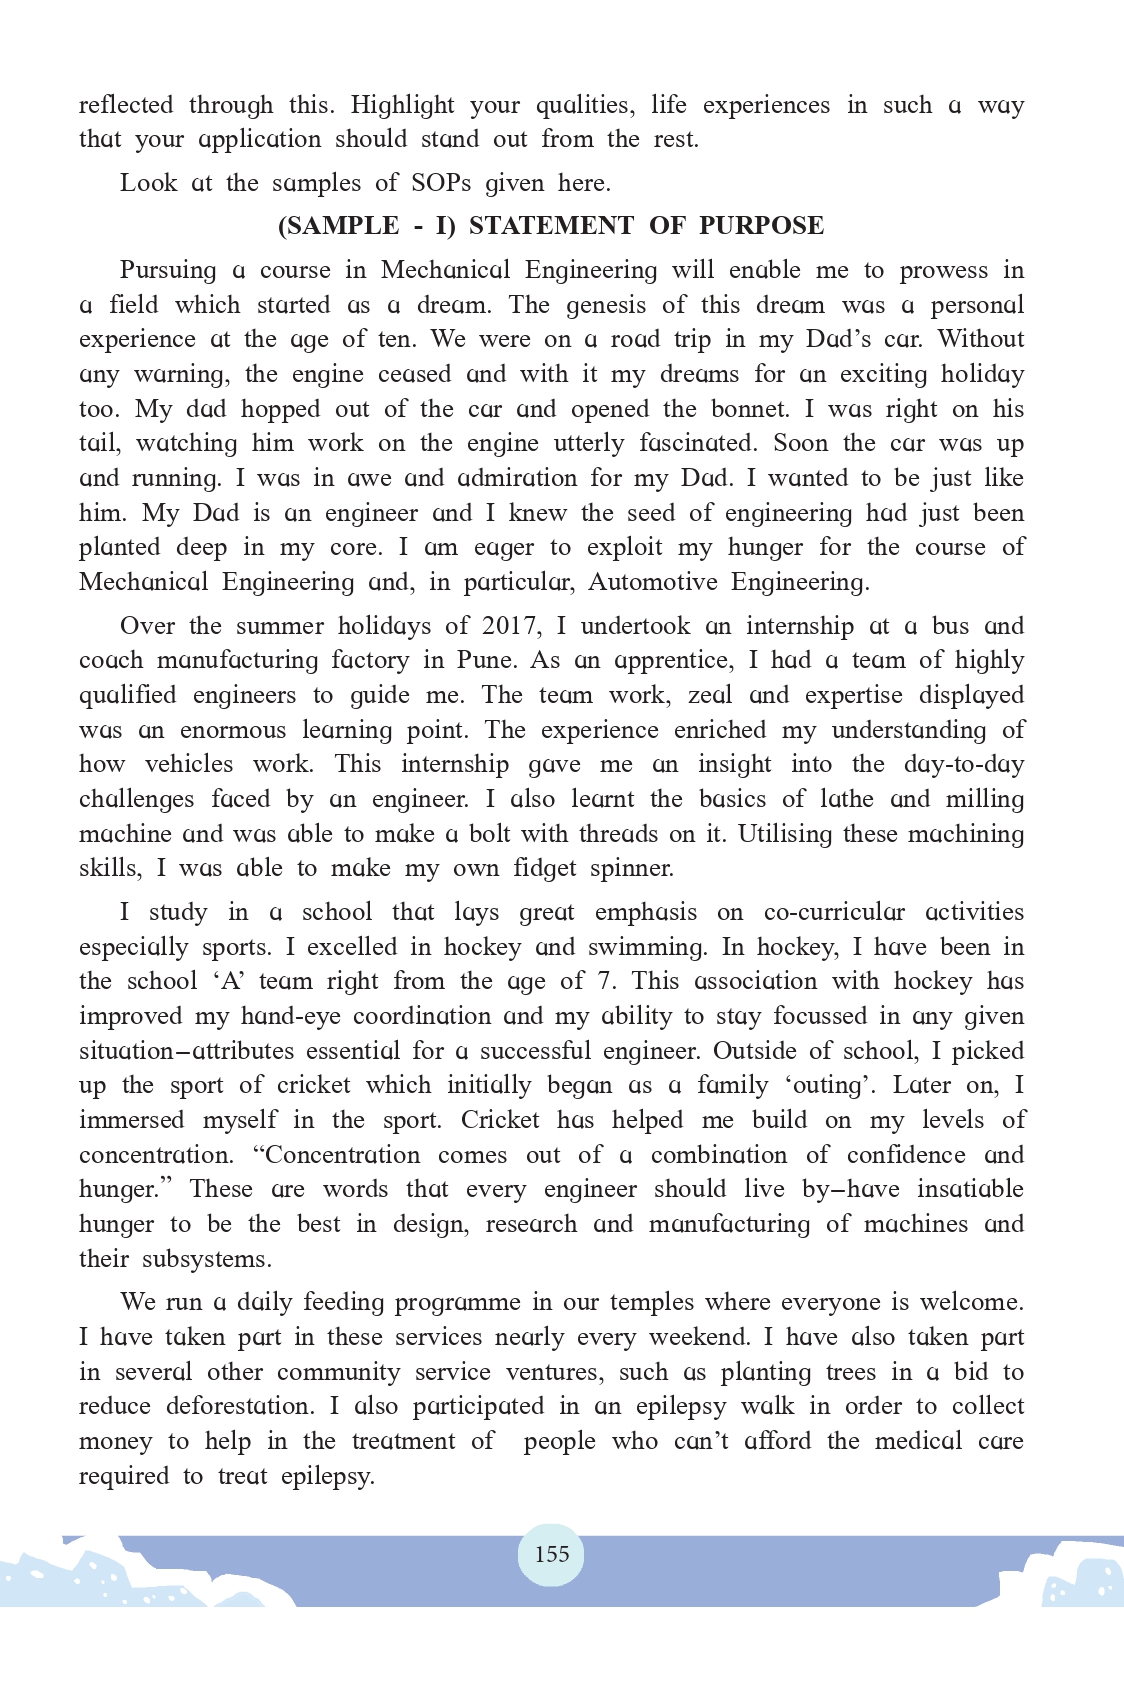 reflected through this. Highlight your qualities, life experiences in such a way
that your application should stand out from the rest.
Look at the samples of SOPs given here.
(SAMPLE - I) STATEMENT OF PURPOSE
Pursuing a course in Mechanical Engineering will enable me to prowess in
a field which started as a dream. The genesis of this dream was a personal
experience at the age of ten. We were on a road trip in my Dad’s car. Without
any warning, the engine ceased and with it my dreams for an exciting holiday
too. My dad hopped out of the car and opened the bonnet. I was right on his
tail, watching him work on the engine utterly fascinated. Soon the car was up
and running. I was in awe and admiration for my Dad. I wanted to be just like
him. My Dad is an engineer and I knew the seed of engineering had just been
planted deep in my core. I am eager to exploit my hunger for the course of
Mechanical Engineering and, in particular, Automotive Engineering.
Over the summer holidays of 2017, I undertook an internship at a bus and
coach manufacturing factory in Pune. As an apprentice, I had a team of highly
qualified engineers to guide me. The team work, zeal and expertise displayed
was an enormous learning point. The experience enriched my understanding of
how vehicles work. This internship gave me an insight into the day-to-day
challenges faced by an engineer. I also learnt the basics of lathe and milling
machine and was able to make a bolt with threads on it. Utilising these machining
skills, I was able to make my own fidget spinner.
I study in a school that lays great emphasis on co-curricular activities
especially sports. I excelled in hockey and swimming. In hockey, I have been in
the school ‘A’ team right from the age of 7. This association with hockey has
improved my hand-eye coordination and my ability to stay focussed in any given
situation–attributes essential for a successful engineer. Outside of school, I picked
up the sport of cricket which initially began as a family ‘outing’. Later on, I
immersed myself in the sport. Cricket has helped me build on my levels of
concentration. “Concentration comes out of a combination of confidence and
hunger.” These are words that every engineer should live by–have insatiable
hunger to be the best in design, research and manufacturing of machines and
their subsystems.
We run a daily feeding programme in our temples where everyone is welcome.
I have taken part in these services nearly every weekend. I have also taken part
in several other community service ventures, such as planting trees in a bid to
reduce deforestation. I also participated in an epilepsy walk in order to collect
money to help in the treatment of people who can’t afford the medical care
required to treat epilepsy.
155